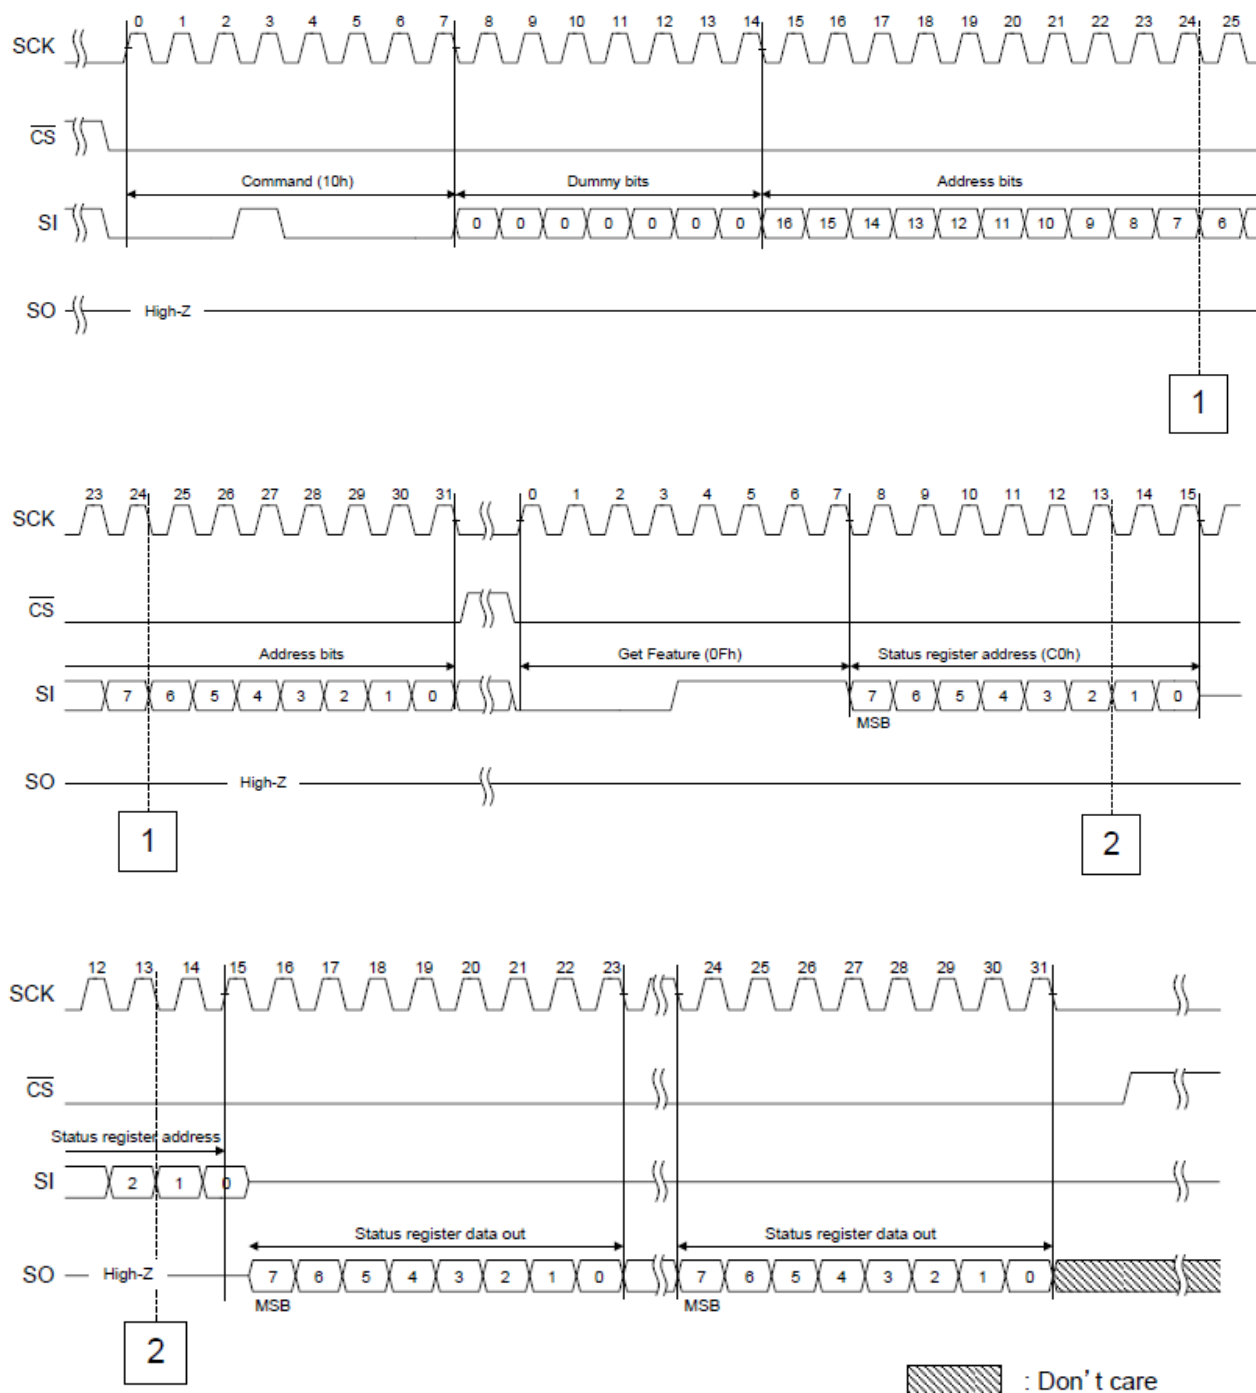 0 1 2 3 4 5 6 7 8 9 10 11 12 13 14 15 16 17 18 19 20 21 22 23 24 25
SCK
CS
Command (10h) Dummy bits Address bits
SI 0 0 0 0 0 0 0 16 15 14 13 12 11 10 9 8 7 6
SO High-Z
1
23 24 25 26 27 28 29 30 31 0 1 2 3 4 5 6 7 8 9 10 11 12 13 14 15
SCK
CS
Address bits Get Feature (0Fh) Status register address (C0h)
SI 7 6 5 4 3 2 1 0 7 6 5 4 3 2 1 0
MSB
SO High-Z
1 2
12 13 14 15 16 17 18 19 20 21 22 23 24 25 26 27 28 29 30 31
SCK
CS
Status register address
SI 2 1 0
Status register data out Status register data out
SO High-Z 7 6 5 4 3 2 1 0 7 6 5 4 3 2 1 0
MSB MSB
2
: Don't care